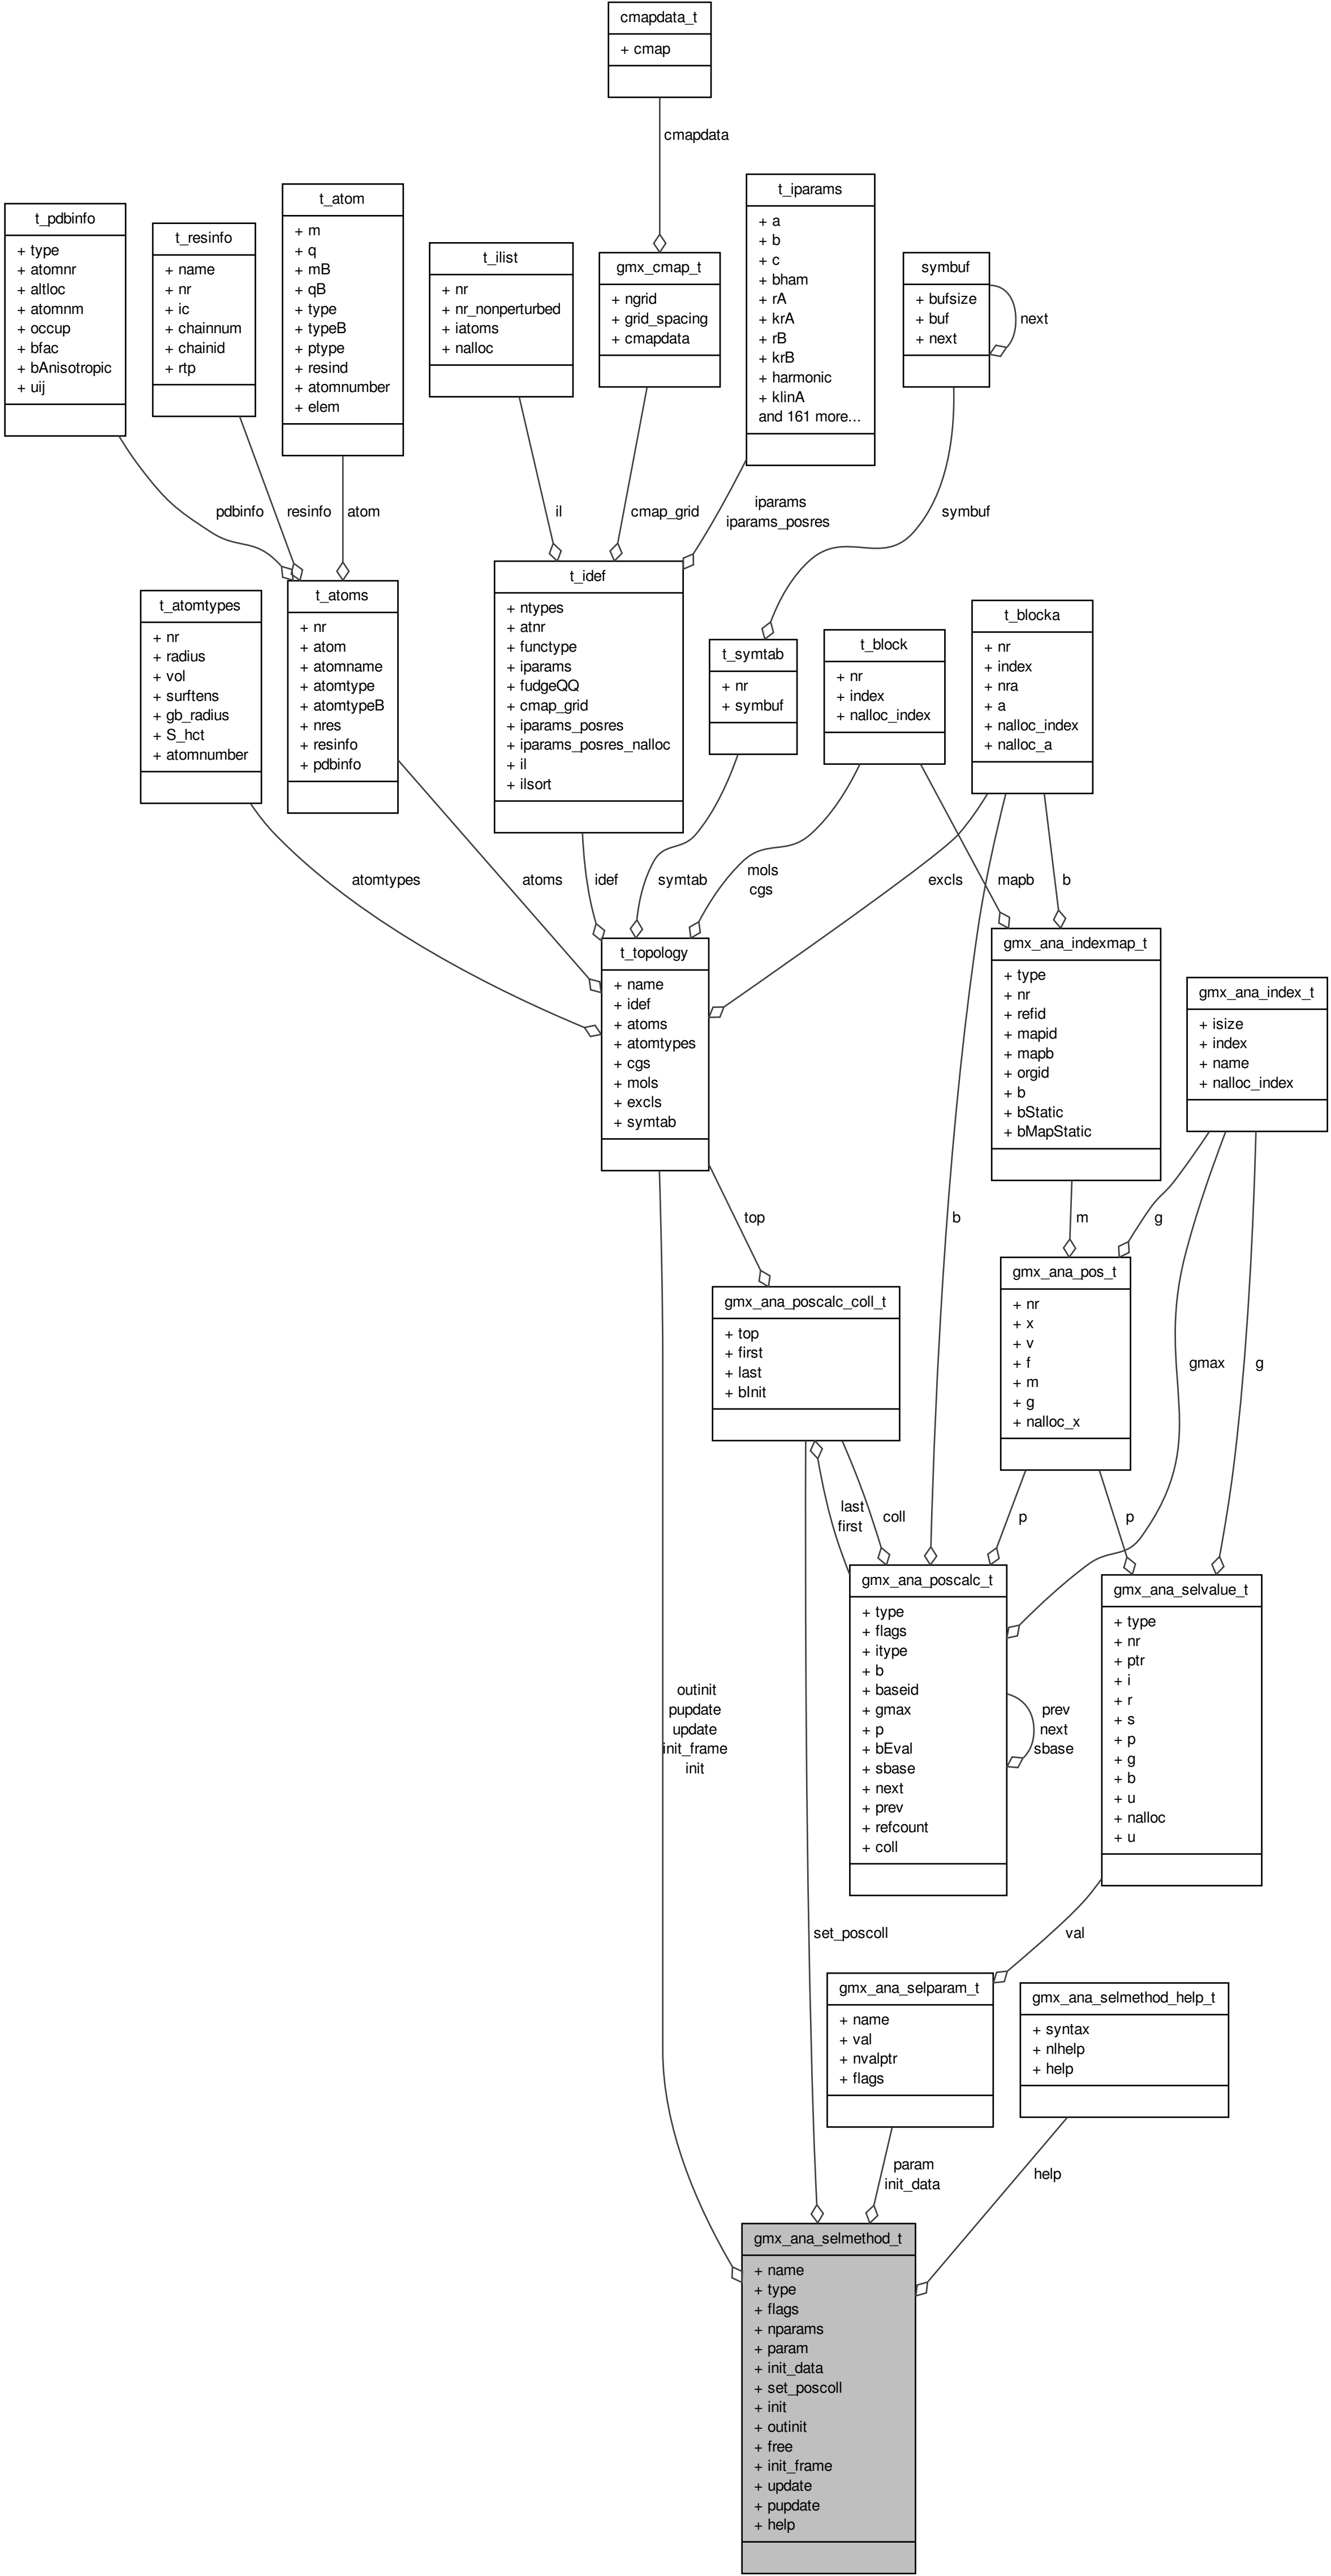 cmapdata_t
+ cmap
cmapdata
t_iparams
+ a
+ b
+ c
+ bham
+ rA
+ krA
+ rB
+ krB
+ harmonic
+ klinA
and 161 more...
t_atom
+ m
+ q
+ mB
+ qB
+ type
+ typeB
+ ptype
+ resind
+ atomnumber
+ elem
t_pdbinfo
+ type
+ atomnr
+ altloc
+ atomnm
+ occup
+ bfac
+ bAnisotropic
+ uij
t_resinfo
+ name
+ nr
+ ic
+ chainnum
+ chainid
+ rtp
t_ilist
+ nr
+ nr_nonperturbed
+ iatoms
+ nalloc
gmx_cmap_t
+ ngrid
+ grid_spacing
+ cmapdata
symbuf
+ bufsize
+ buf
+ next
next
pdbinfo
resinfo
atom
il
cmap_grid
iparams
iparams_posres
symbuf
t_atomtypes
+ nr
+ radius
+ vol
+ surftens
+ gb_radius
+ S_hct
+ atomnumber
t_atoms
+ nr
+ atom
+ atomname
+ atomtype
+ atomtypeB
+ nres
+ resinfo
+ pdbinfo
t_idef
+ ntypes
+ atnr
+ functype
+ iparams
+ fudgeQQ
+ cmap_grid
+ iparams_posres
+ iparams_posres_nalloc
+ il
+ ilsort
t_symtab
+ nr
+ symbuf
t_block
+ nr
+ index
+ nalloc_index
t_blocka
+ nr
+ index
+ nra
+ a
+ nalloc_index
+ nalloc_a
atomtypes
atoms
idef
symtab
mols
cgs
excls
mapb
b
t_topology
+ name
+ idef
+ atoms
+ atomtypes
+ cgs
+ mols
+ excls
+ symtab
gmx_ana_indexmap_t
+ type
+ nr
+ refid
+ mapid
+ mapb
+ orgid
+ b
+ bStatic
+ bMapStatic
gmx_ana_index_t
+ isize
+ index
+ name
+ nalloc_index
top
b
m
g
gmx_ana_poscalc_coll_t
+ top
+ first
+ last
+ bInit
gmx_ana_pos_t
+ nr
+ x
+ v
+ f
+ m
+ g
+ nalloc_x
gmax
g
last
first
coll
p
p
gmx_ana_poscalc_t
+ type
+ flags
+ itype
+ b
+ baseid
+ gmax
+ p
+ bEval
+ sbase
+ next
+ prev
+ refcount
+ coll
prev
next
sbase
gmx_ana_selvalue_t
+ type
+ nr
+ ptr
+ i
+ r
+ s
+ p
+ g
+ b
+ u
+ nalloc
+ u
outinit
pupdate
update
init_frame
init
set_poscoll
val
gmx_ana_selparam_t
+ name
+ val
+ nvalptr
+ flags
gmx_ana_selmethod_help_t
+ syntax
+ nlhelp
+ help
param
init_data
help
gmx_ana_selmethod_t
+ name
+ type
+ flags
+ nparams
+ param
+ init_data
+ set_poscoll
+ init
+ outinit
+ free
+ init_frame
+ update
+ pupdate
+ help